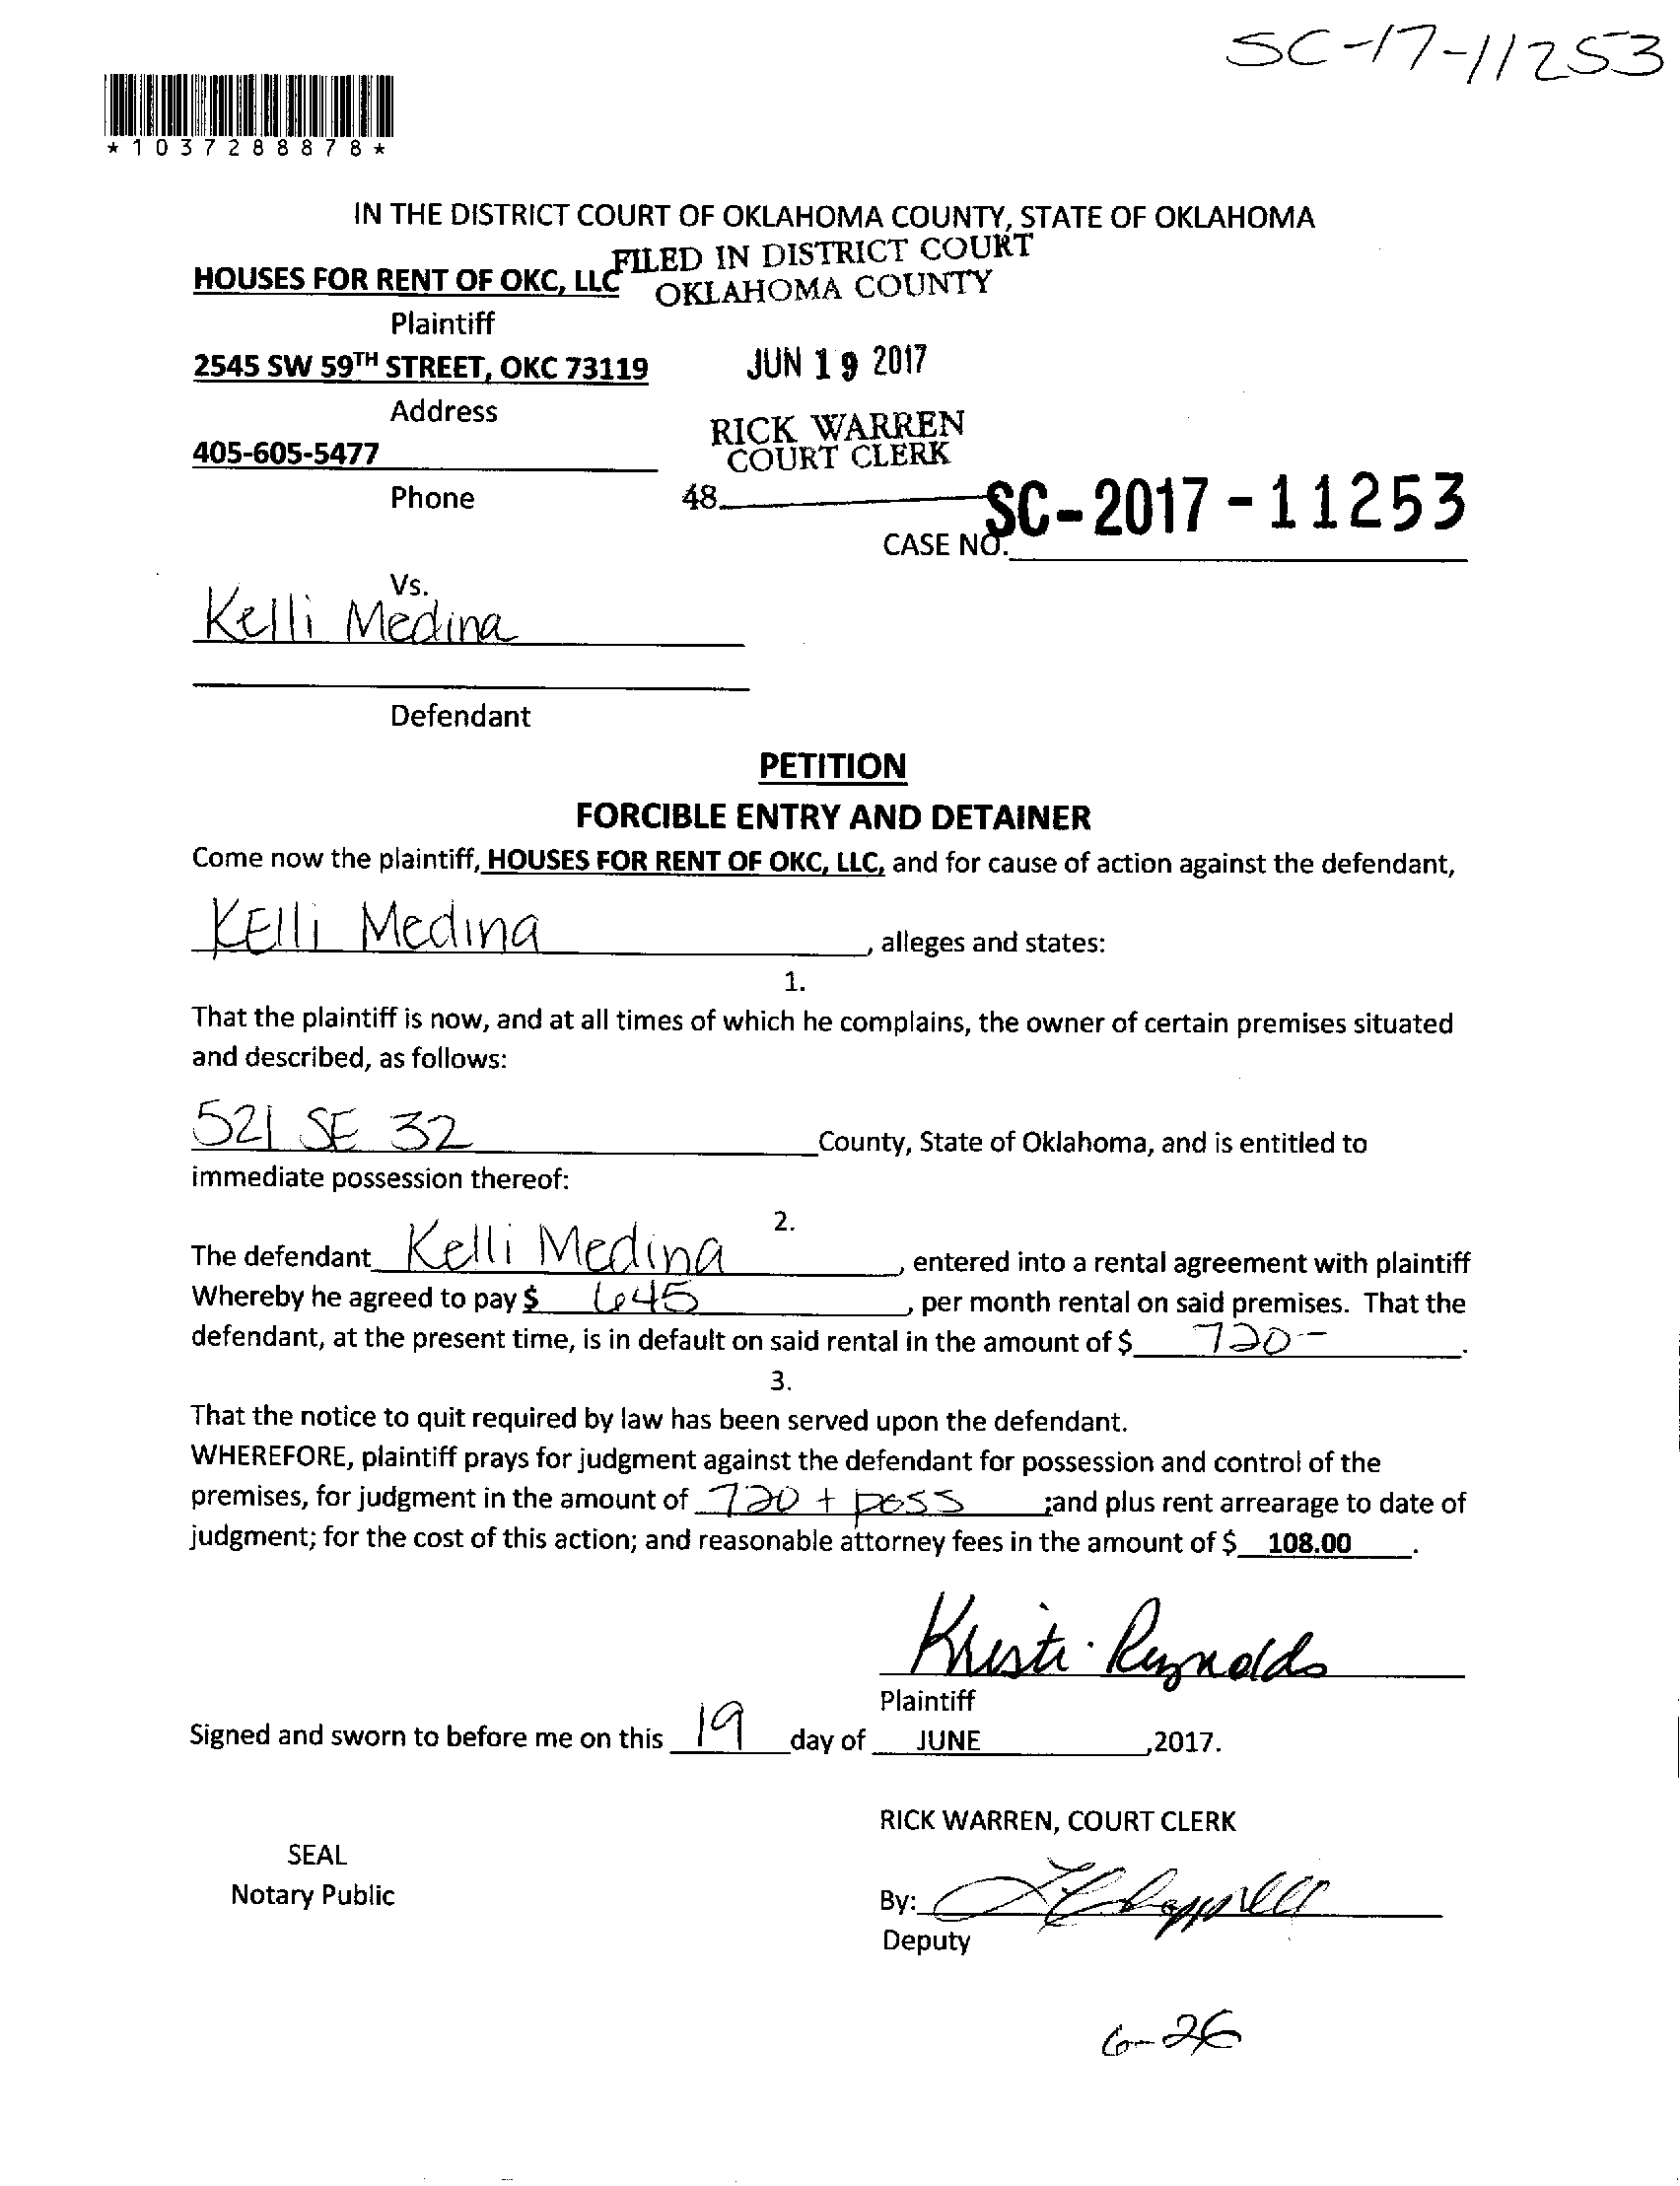 SC-17-11253
*1037288878*
IN THE DISTRICT COURT OF OKLAHOMA COUNTY, STATE OF OKLAHOMA
FILED IN DISTRICT COURT
OKLAHOMA COUNTY
HOUSES FOR RENT OF OKC, LLC
Plaintiff
2545 SW 59TH STREET, OKC 73119
JUN 19 2017
Address
RICK WARREN
COURT CLERK
405-605-5477
Phone
48
SC-2017-11253
CASE NO.
Vs.
Kelli Medina
Defendant
PETITION
FORCIBLE ENTRY AND DETAINER
Come now the plaintiff, HOUSES FOR RENT OF OKC, LLC, and for cause of action against the defendant,
KElli Medina, alleges and states:
1.
That the plaintiff is now, and at all times of which he complains, the owner of certain premises situated
and described, as follows:
521 SE 32 County, State of Oklahoma, and is entitled to
immediate possession thereof:
2.
The defendant Kelli Medina, entered into a rental agreement with plaintiff
Whereby he agreed to pay $ 645, per month rental on said premises. That the
defendant, at the present time, is in default on said rental in the amount of $ 720-.
3.
That the notice to quit required by law has been served upon the defendant.
WHEREFORE, plaintiff prays for judgment against the defendant for possession and control of the
premises, for judgment in the amount of 720 + poss ;and plus rent arrearage to date of
judgment; for the cost of this action; and reasonable attorney fees in the amount of $ 108.00.
Kristi Reynolds
Plaintiff
Signed and sworn to before me on this 19 day of JUNE ,2017.
RICK WARREN, COURT CLERK
SEAL
Notary Public
By:
Deputy
6-26